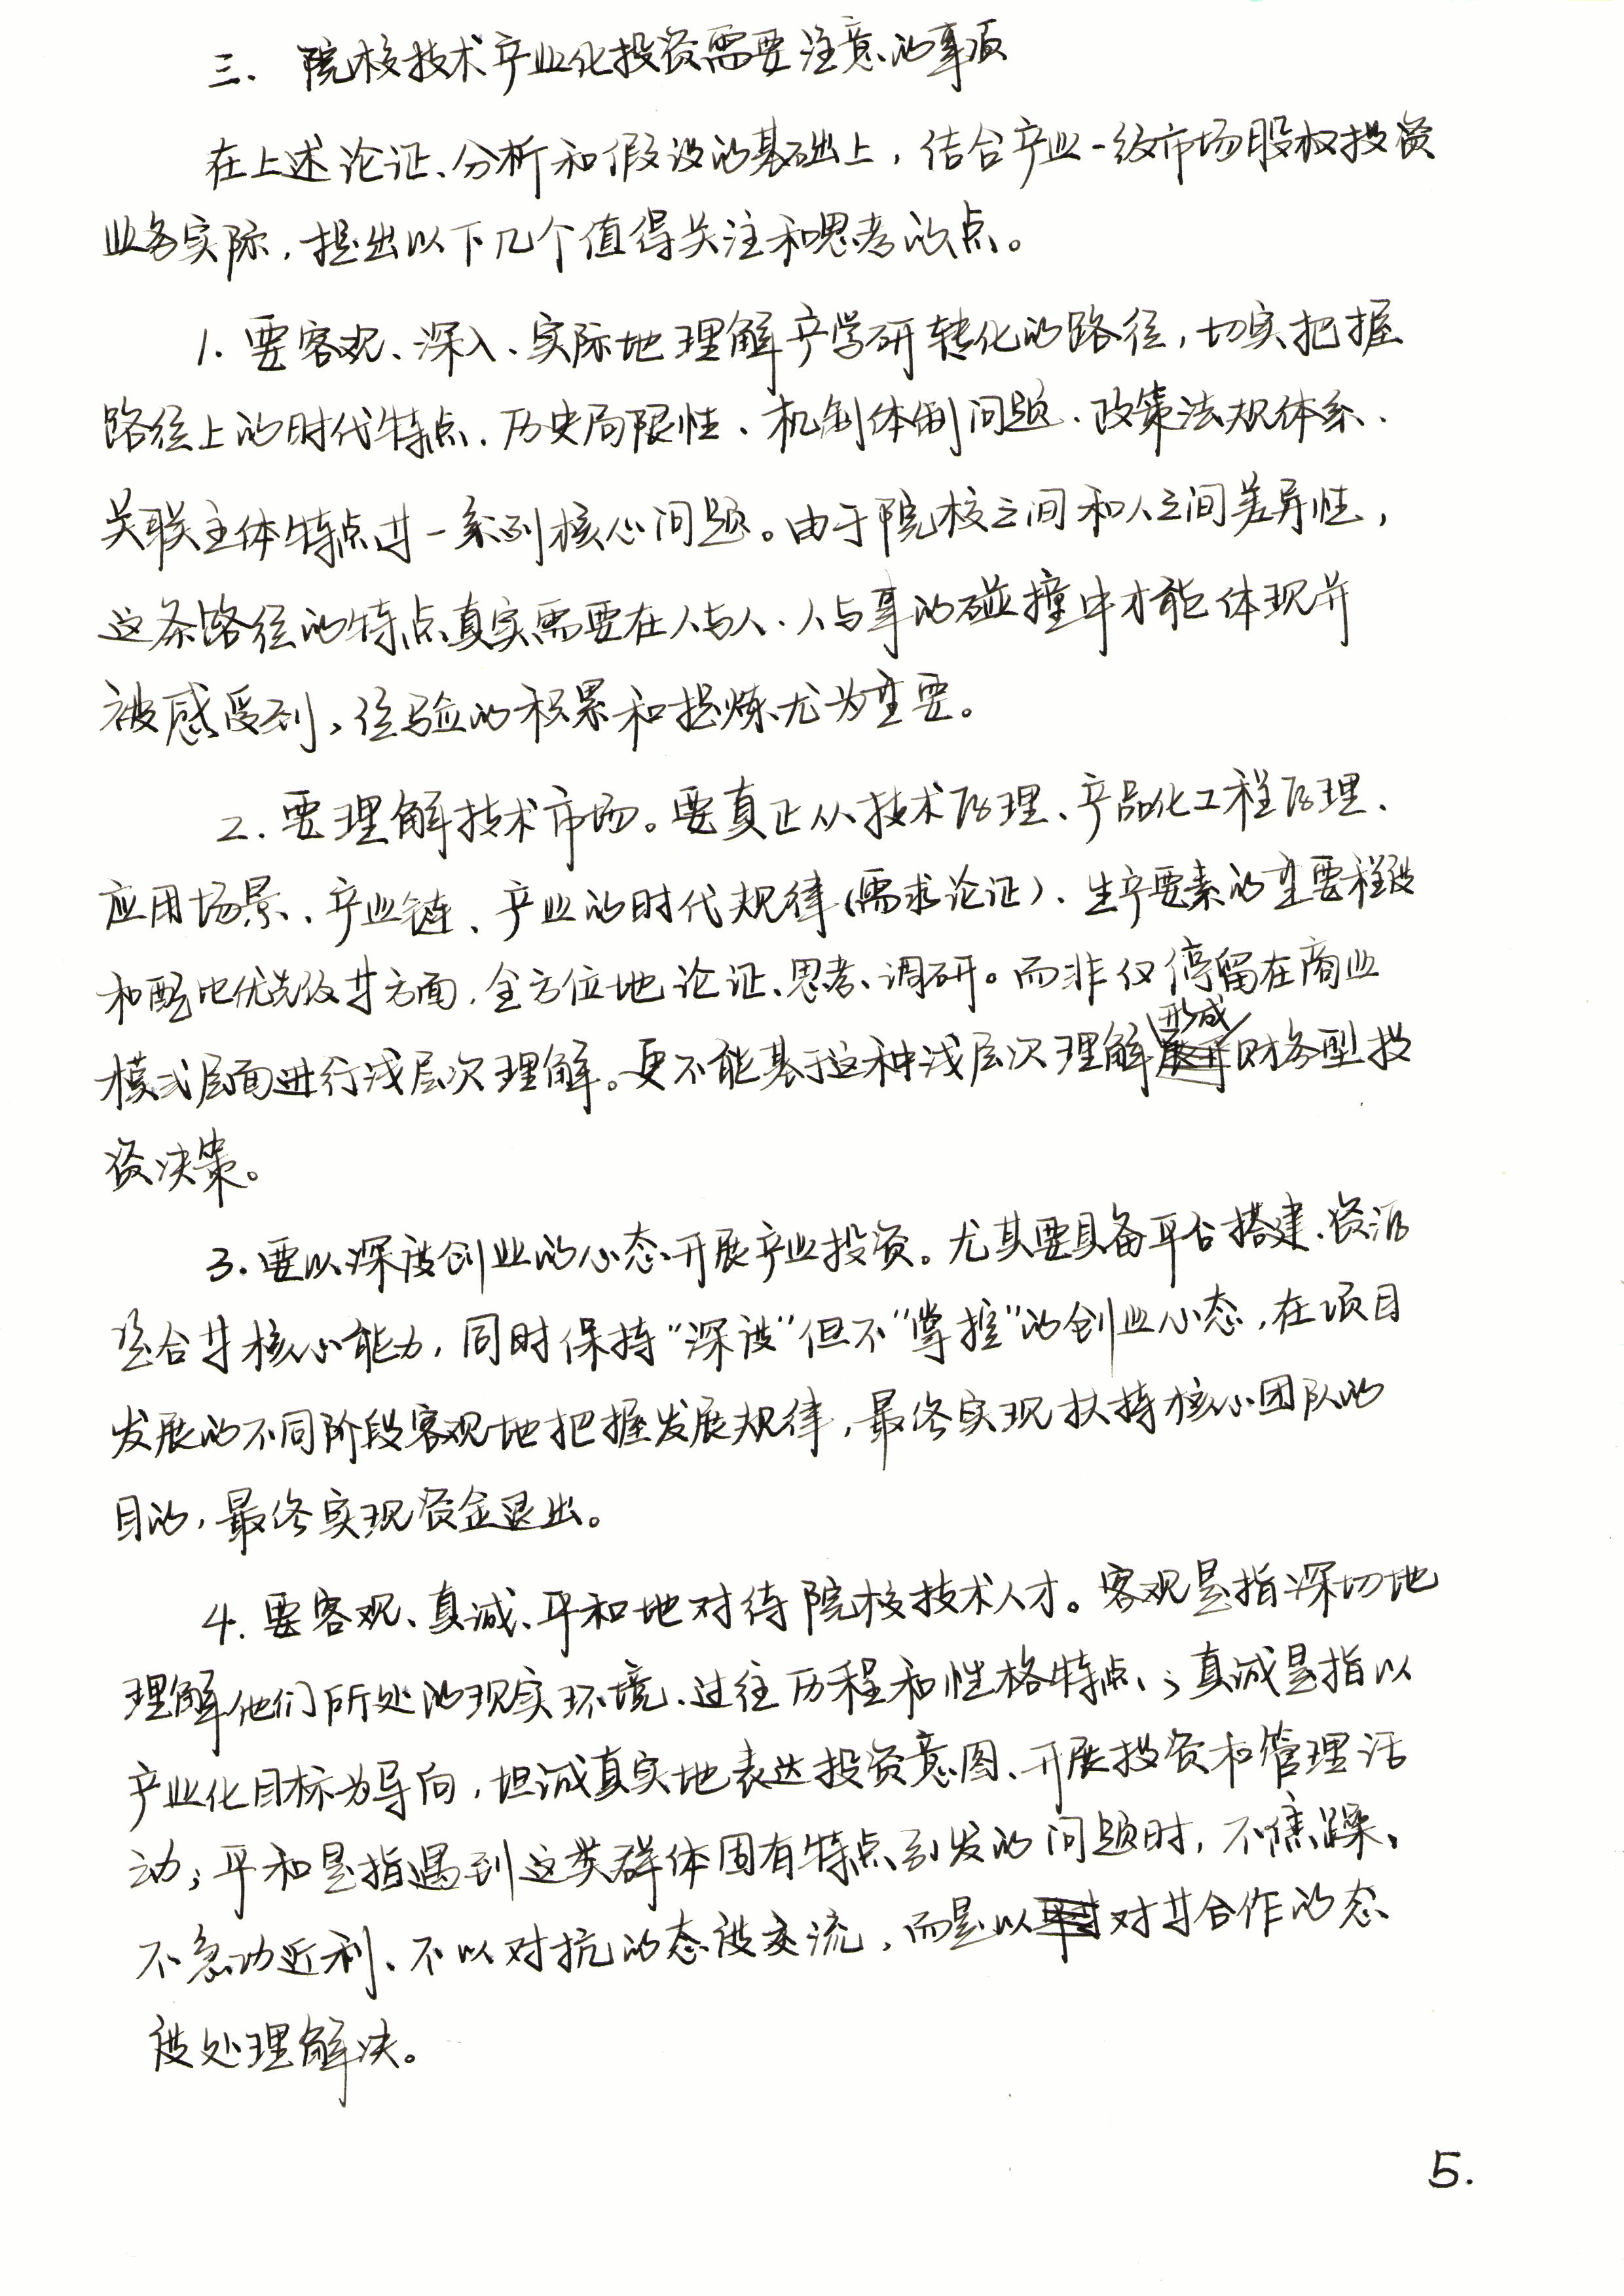 三、院校技术产业化投资需要注意的事项
在上述论证、分析和假设的基础上，结合产业一级市场股权投资
业务实际，提出以下几个值得关注和思考的点。
1. 要客观、深入、实际地理解产学研转化的路径，切实把握
路径上的时代特点、历史局限性、机制体制问题、政策法规体系、
关联主体特点等一系列核心问题。由于院校之间和人之间差异性，
这条路径的特点真实需要在人与人、人与事的碰撞中才能体现并
被感受到，经验的积累和提炼尤为重要。
2. 要理解技术市场。要真正从技术原理、产品化工程原理、
应用场景、产业链、产业的时代规律（需求论证）、生产要素的重要程度
和配比优先级等方面，全方位地论证、思考、调研。而非仅停留在商业
模式层面进行浅层次理解。更不能基于这种浅层次理解形成财务型投
资决策。
3. 要以深度创业的心态开展产业投资。尤其要具备平台搭建、资源
整合等核心能力，同时保持“深度”但不“掌控”的创业心态，在项目
发展的不同阶段客观地把握发展规律，最终实现扶持核心团队的
目的，最终实现资金退出。
4. 要客观、真诚、平和地对待院校技术人才。客观是指深切地
理解他们所处的现实环境、过往历程和性格特点；真诚是指以
产业化目标为导向，坦诚真实地表达投资意图、开展投资和管理活
动；平和是指遇到这类群体固有特点引发的问题时，不焦躁、
不急功近利、不以对抗的态度交流，而是以对等合作的态
度处理解决。
5.